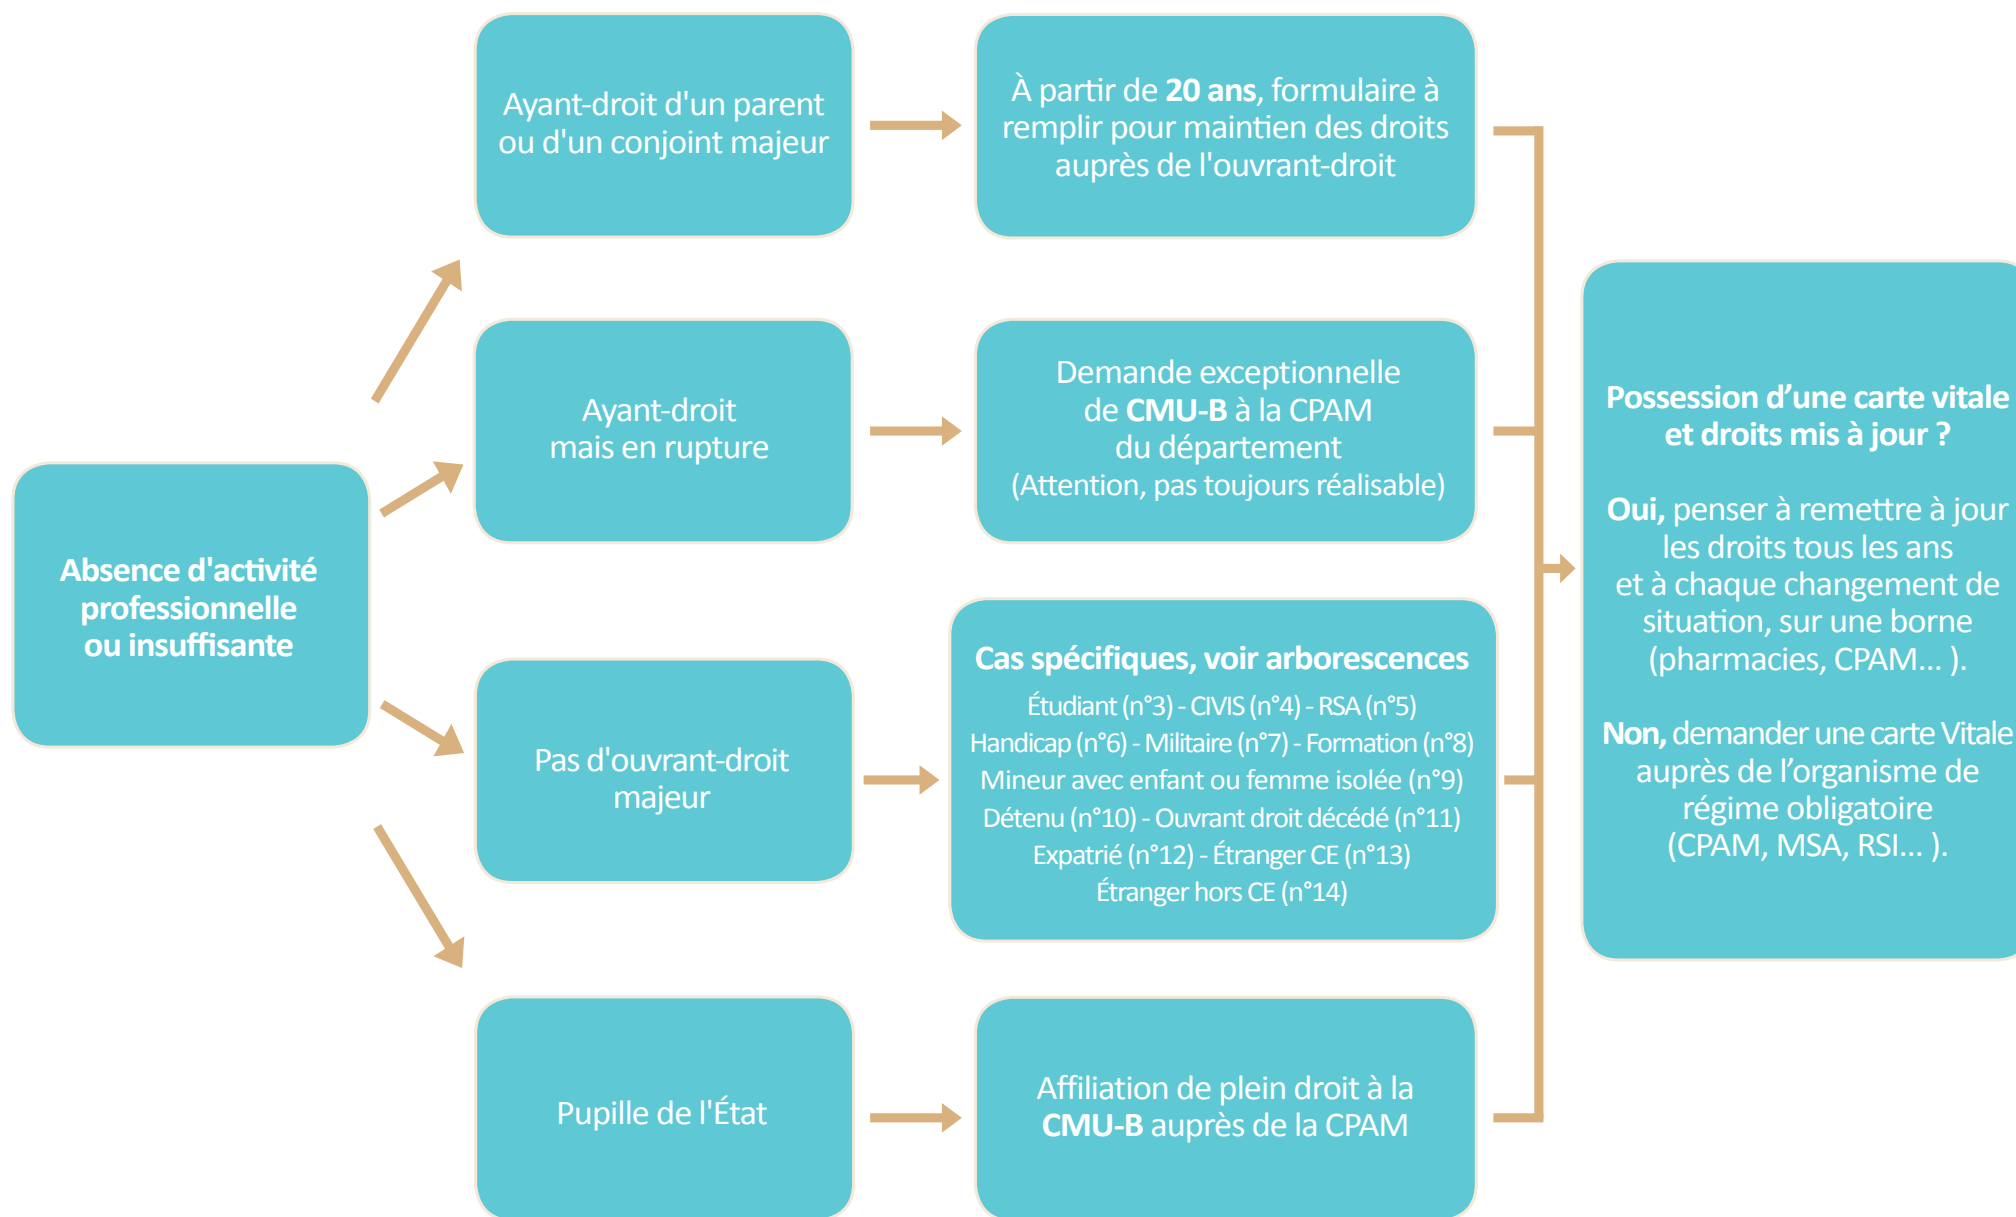 Absence d'activité
professionnelle
ou insuffisante
Ayant-droit d'un parent
ou d'un conjoint majeur
À partir de 20 ans, formulaire à
remplir pour maintien des droits
auprès de l'ouvrant-droit
Ayant-droit
mais en rupture
Demande exceptionnelle
de CMU-B à la CPAM
du département
(Attention, pas toujours réalisable)
Pas d'ouvrant-droit
majeur
Cas spécifiques, voir arborescences
Étudiant (n°3) - CIVIS (n°4) - RSA (n°5)
Handicap (n°6) - Militaire (n°7) - Formation (n°8)
Mineur avec enfant ou femme isolée (n°9)
Détenu (n°10) - Ouvrant droit décédé (n°11)
Expatrié (n°12) - Étranger CE (n°13)
Étranger hors CE (n°14)
Pupille de l'État
Affiliation de plein droit à la
CMU-B auprès de la CPAM
Possession d’une carte vitale
et droits mis à jour ?
Oui, penser à remettre à jour
les droits tous les ans
et à chaque changement de
situation, sur une borne
(pharmacies, CPAM... ).
Non, demander une carte Vitale
auprès de l’organisme de
régime obligatoire
(CPAM, MSA, RSI... ).